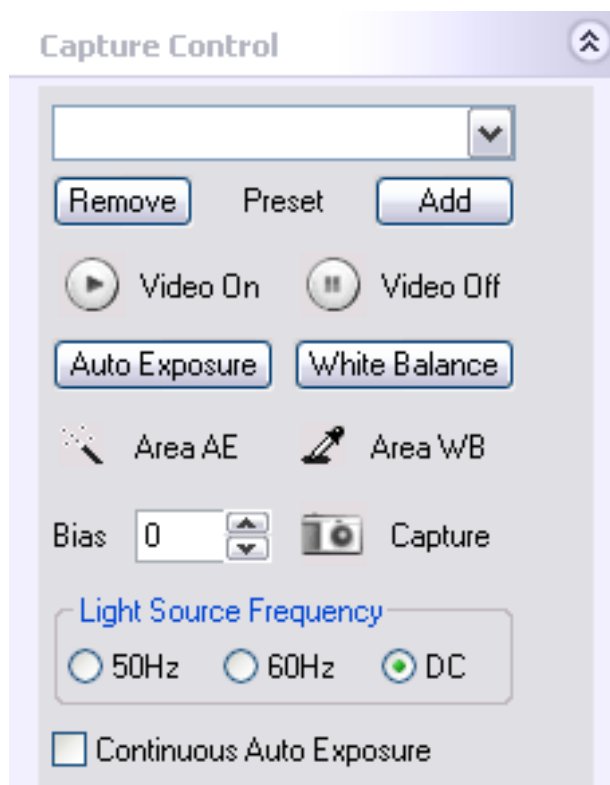 Capture Control
Remove Preset Add
Video On Video Off
Auto Exposure White Balance
Area AE Area WB
Bias 0 Capture
Light Source Frequency
50Hz 60Hz DC
Continuous Auto Exposure